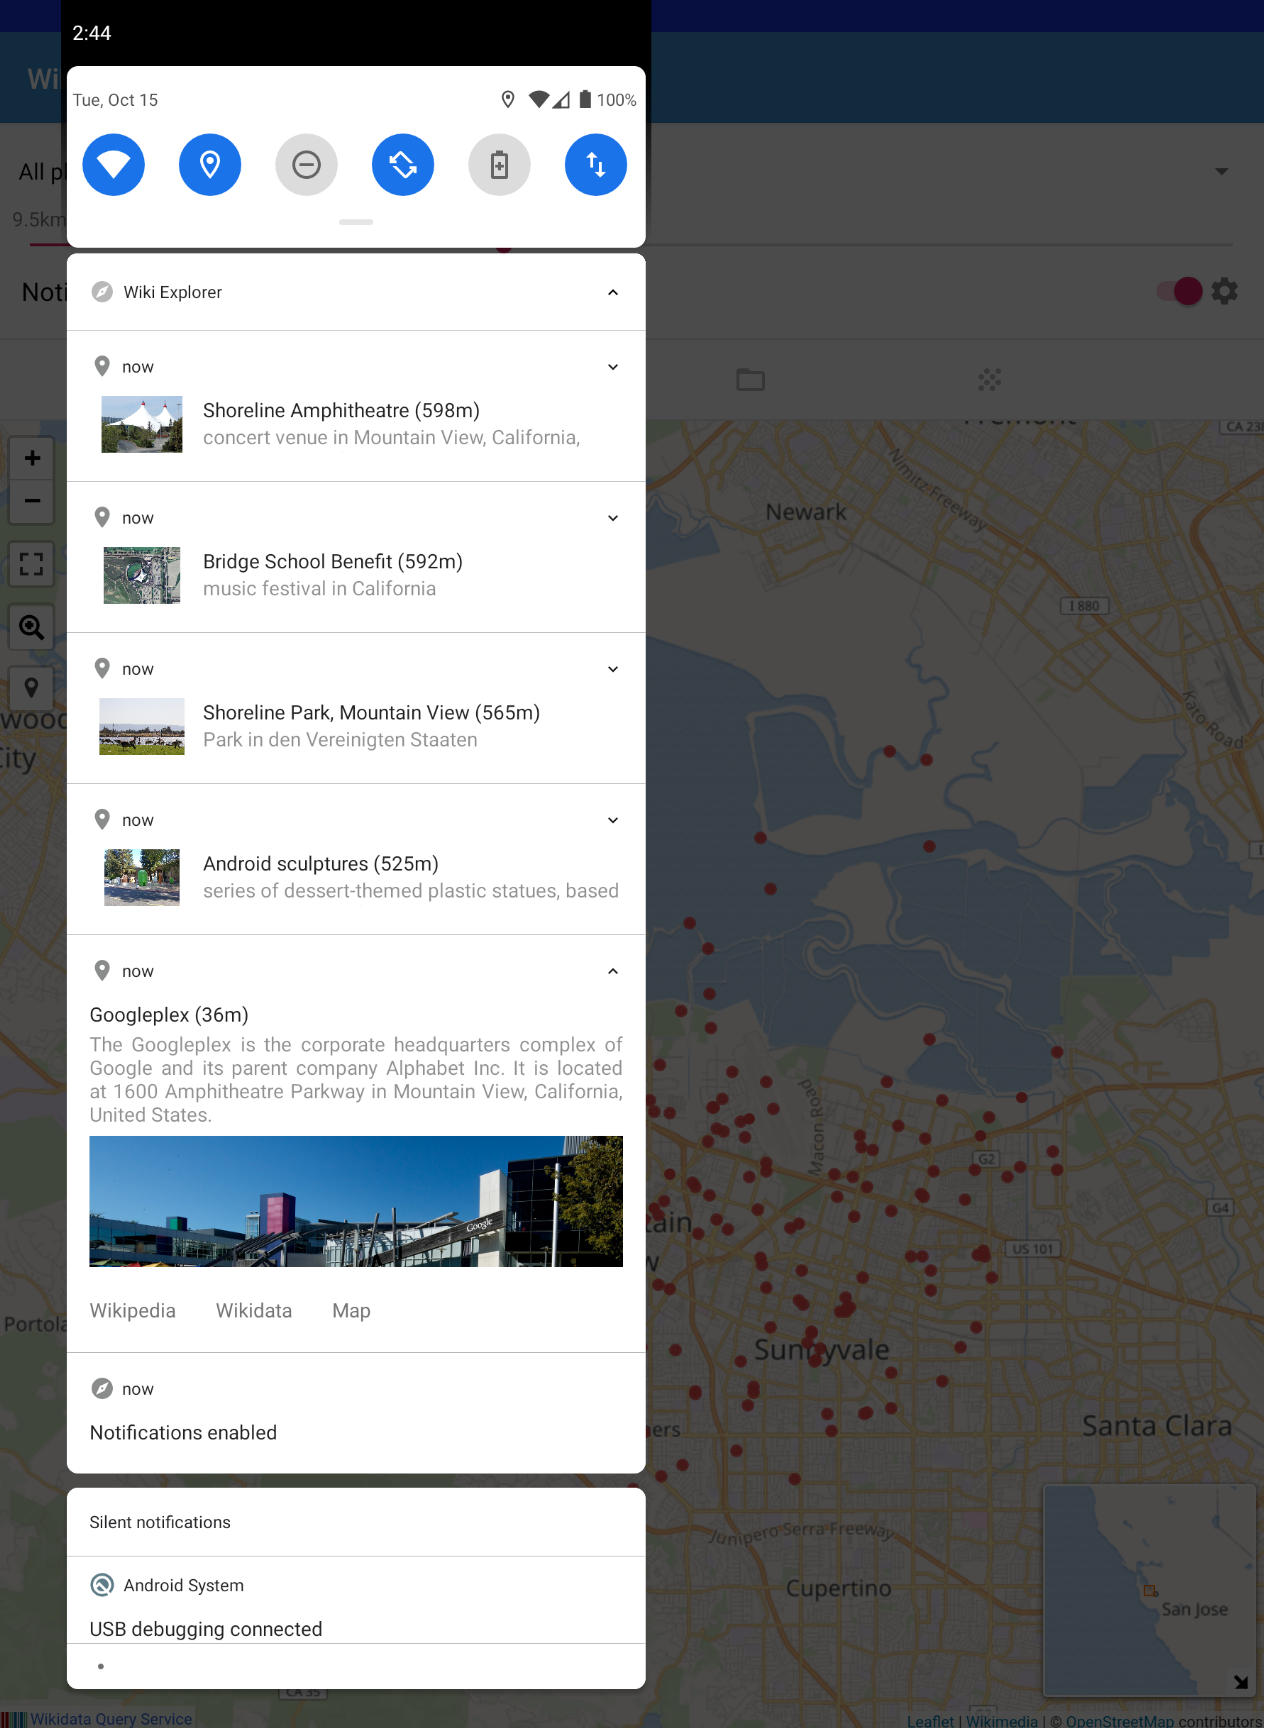 2:44
Wi
Tue, Oct 15
100%
All pl
9.5km
Wiki Explorer
Noti
now
Shoreline Amphitheatre (598m)
concert venue in Mountain View, California,
now
Bridge School Benefit (592m)
music festival in California
now
Shoreline Park, Mountain View (565m)
Park in den Vereinigten Staaten
now
Android sculptures (525m)
series of dessert-themed plastic statues, based
now
Googleplex (36m)
The Googleplex is the corporate headquarters complex of
Google and its parent company Alphabet Inc. It is located
at 1600 Amphitheatre Parkway in Mountain View, California,
United States.
Google
Wikipedia Wikidata Map
now
Notifications enabled
Silent notifications
Android System
USB debugging connected
+
−
wood
City
Portola
Fremont
CA 238
Nimitz Freeway
Newark
I 880
Kato Road
Macon Road
G2
G4
tain
w
US 101
Sunnyvale
ers
Santa Clara
Junipero Serra Freeway
Cupertino
San Jose
CA 35
Wikidata Query Service
Leaflet | Wikimedia | © OpenStreetMap contributors